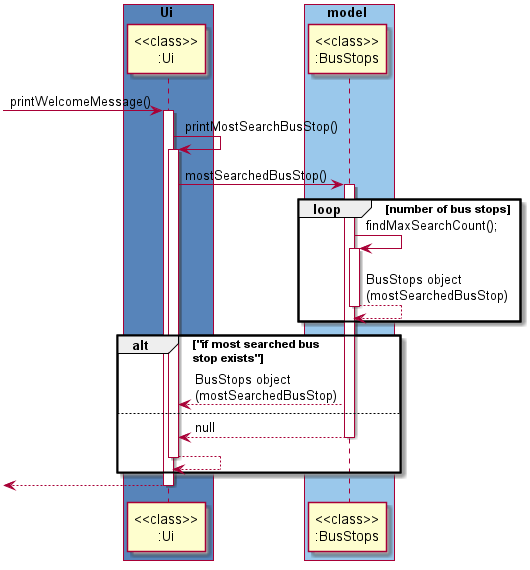 Ui
model
<<class>>
:Ui
<<class>>
:BusStops
printWelcomeMessage()
printMostSearchBusStop()
mostSearchedBusStop()
loop
[number of bus stops]
findMaxSearchCount();
BusStops object
(mostSearchedBusStop)
alt
["if most searched bus
stop exists"]
BusStops object
(mostSearchedBusStop)
null
<<class>>
:Ui
<<class>>
:BusStops